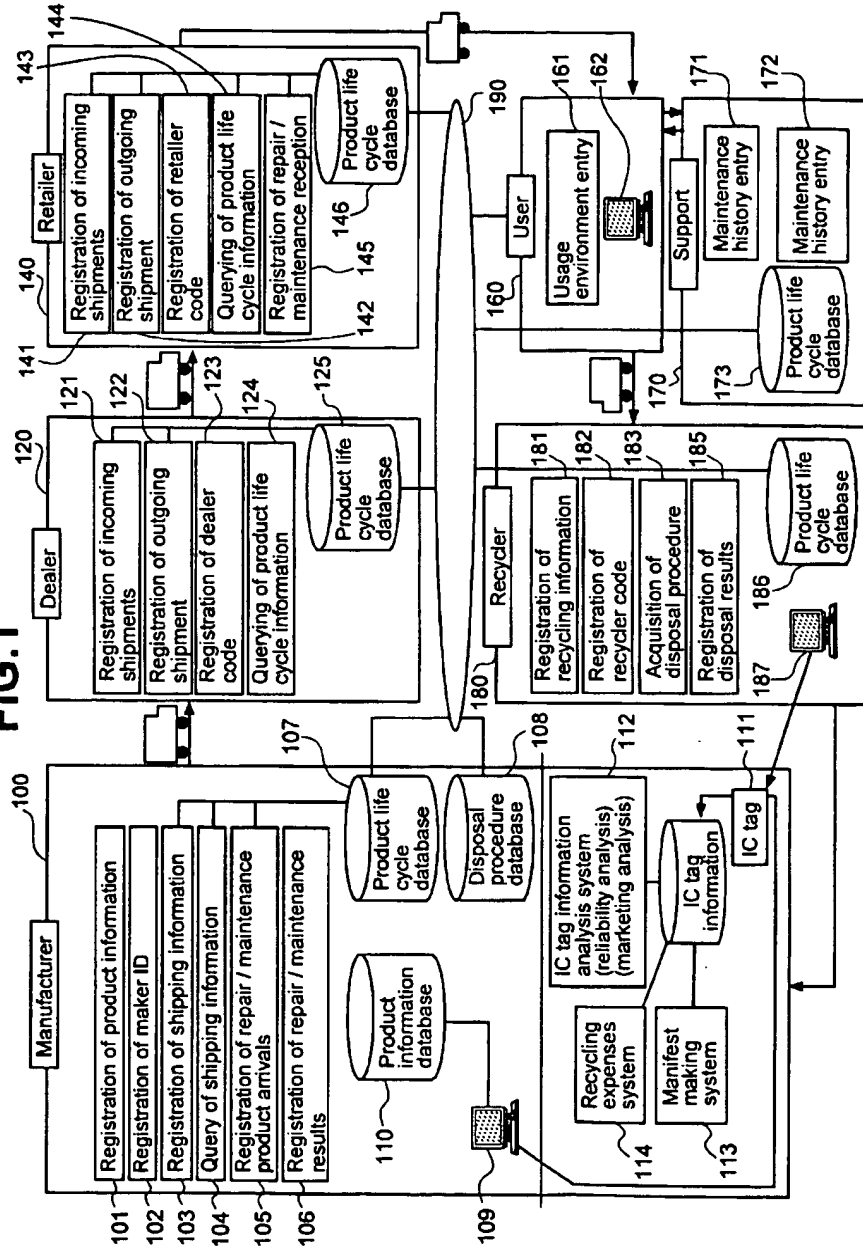 FIG.1
Manufacturer
100
101
Registration of product information
102
Registration of maker ID
103
Registration of shipping information
104
Query of shipping information
105
Registration of repair / maintenance
product arrivals
106
Registration of repair / maintenance
results
107
Product life
cycle
database
108
Disposal procedure
database
110
Product
information
database
109
IC tag information
analysis system
(reliability analysis)
(marketing analysis)
112
IC tag
information
IC tag
111
Recycling
expenses
system
114
Manifest
making
system
113
Dealer
120
Registration of incoming
shipments
121
Registration of outgoing
shipment
122
Registration of dealer
code
123
Querying of product life
cycle information
124
Product life
cycle
database
125
Retailer
140
Registration of incoming
shipments
141
Registration of outgoing
shipment
142
Registration of retaller
code
143
Querying of product life
cycle information
144
Registration of repair /
maintenance reception
145
Product life
cycle
database
146
190
User
160
Usage
environment entry
161
162
Support
170
Maintenance
history entry
171
Maintenance
history entry
172
Product life
cycle
database
173
Recycler
180
Registration of
recycling information
181
Registration of
recycler code
182
Acquisition of
disposal procedure
183
Registration of
disposal results
185
Product life
cycle
database
186
187